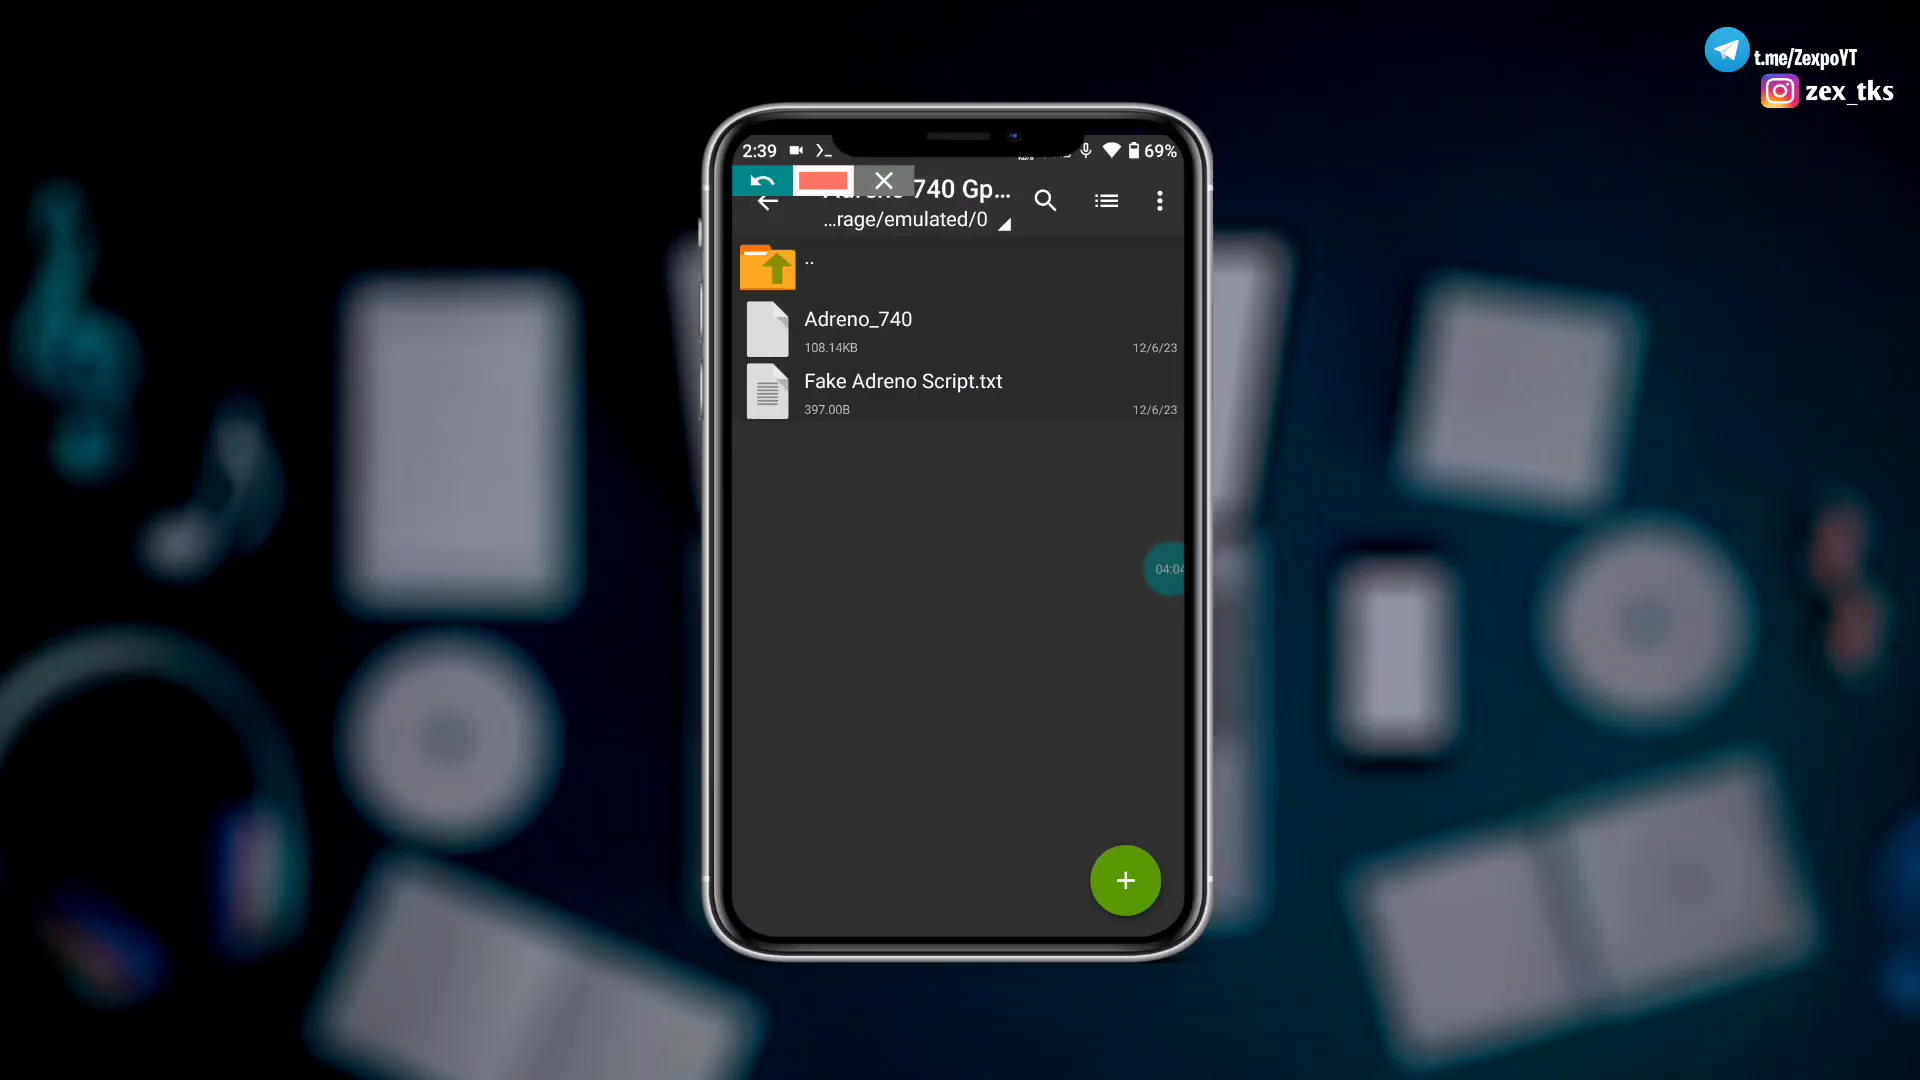 t.me/ZexpoYT
zex_tks
2:39
69%
740 Gp...
...rage/emulated/0
..
Adreno_740
108.14KB
12/6/23
Fake Adreno Script.txt
397.00B
12/6/23
04:04